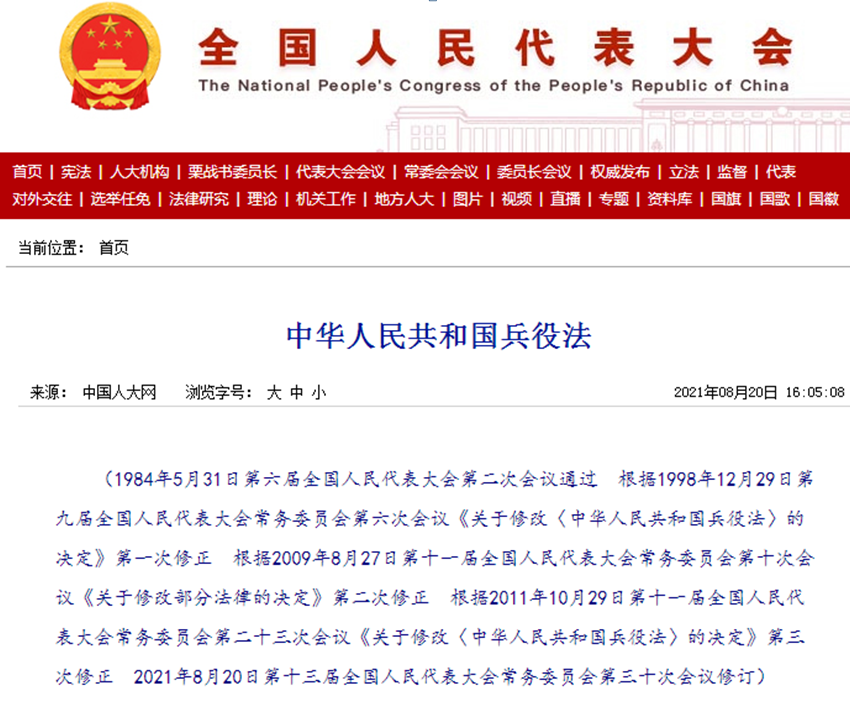 全国人民代表大会
The National People's Congress of the People's Republic of China
首页 | 宪法 | 人大机构 | 栗战书委员长 | 代表大会会议 | 常委会会议 | 委员长会议 | 权威发布 | 立法 | 监督 | 代表
对外交往 | 选举任免 | 法律研究 | 理论 | 机关工作 | 地方人大 | 图片 | 视频 | 直播 | 专题 | 资料库 | 国旗 | 国歌 | 国徽
当前位置： 首页
中华人民共和国兵役法
来源： 中国人大网 浏览字号： 大 中 小 2021年08月20日 16:05:08
（1984年5月31日第六届全国人民代表大会第二次会议通过 根据1998年12月29日第
九届全国人民代表大会常务委员会第六次会议《关于修改〈中华人民共和国兵役法〉的
决定》第一次修正 根据2009年8月27日第十一届全国人民代表大会常务委员会第十次会
议《关于修改部分法律的决定》第二次修正 根据2011年10月29日第十一届全国人民代
表大会常务委员会第二十三次会议《关于修改〈中华人民共和国兵役法〉的决定》第三
次修正 2021年8月20日第十三届全国人民代表大会常务委员会第三十次会议修订）